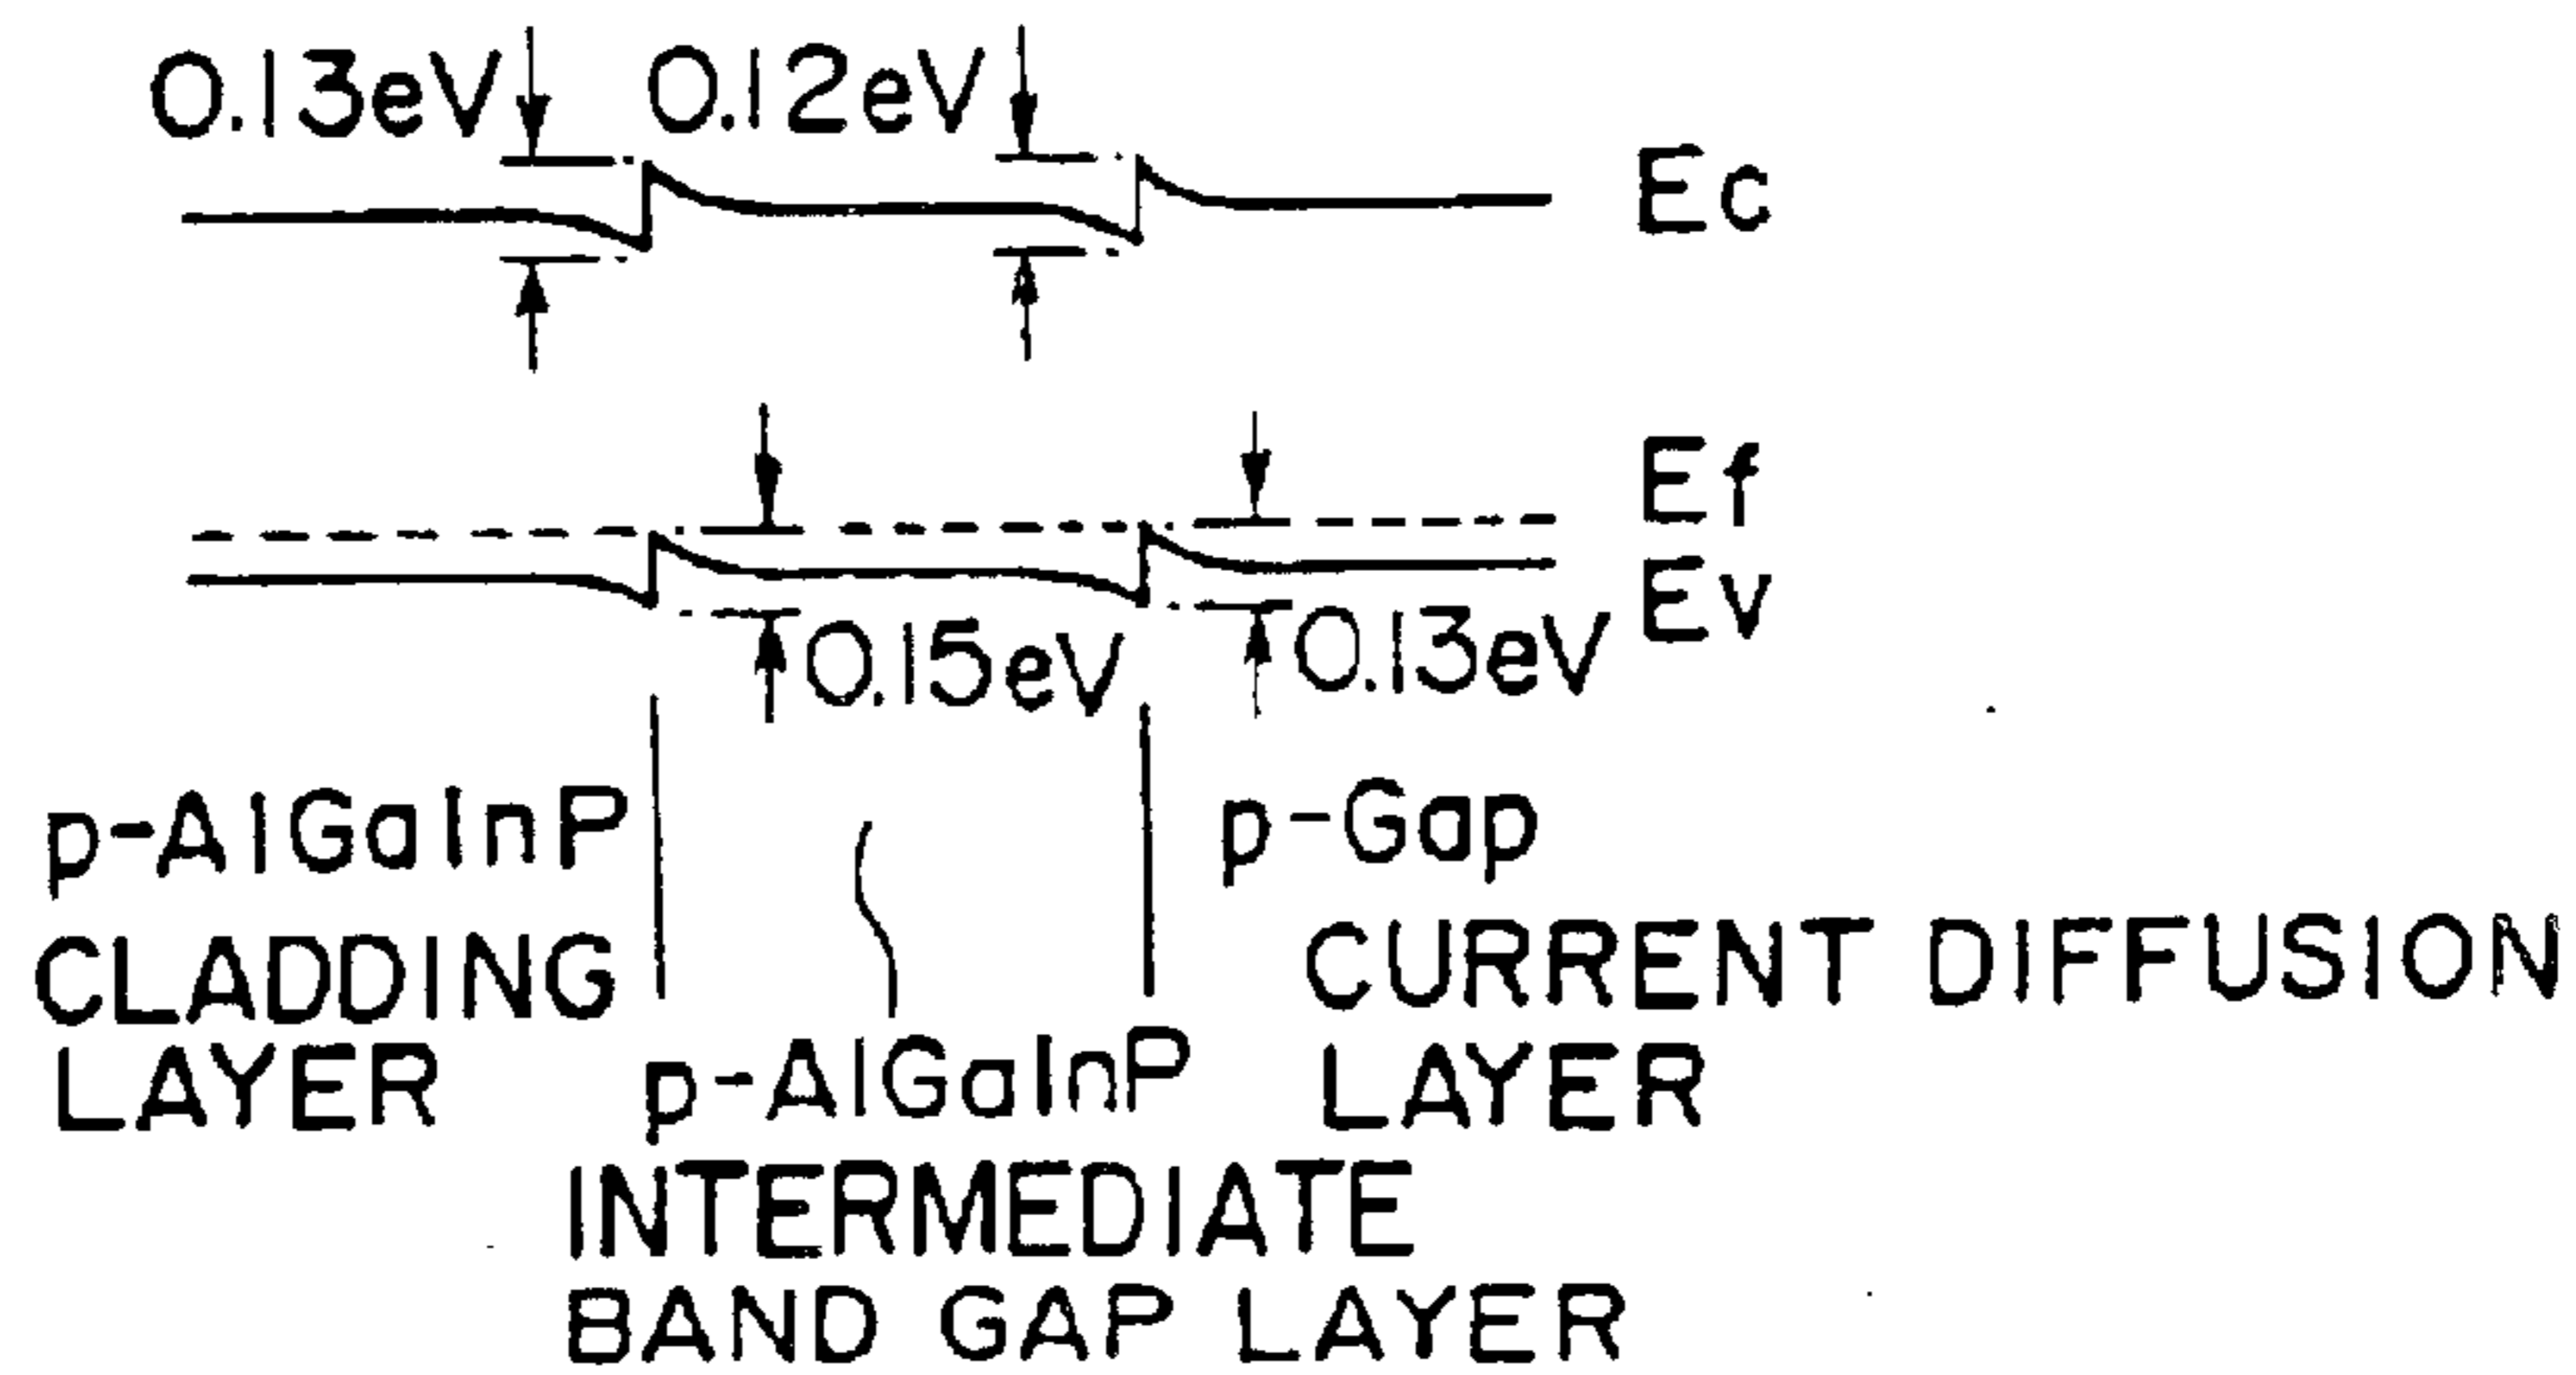 0.13eV
0.12eV
Ec
Ef
Ev
0.15eV
0.13eV
p-AlGaInP
CLADDING
LAYER
p-AlGaInP
INTERMEDIATE
BAND GAP LAYER
p-Gap
CURRENT DIFFUSION
LAYER